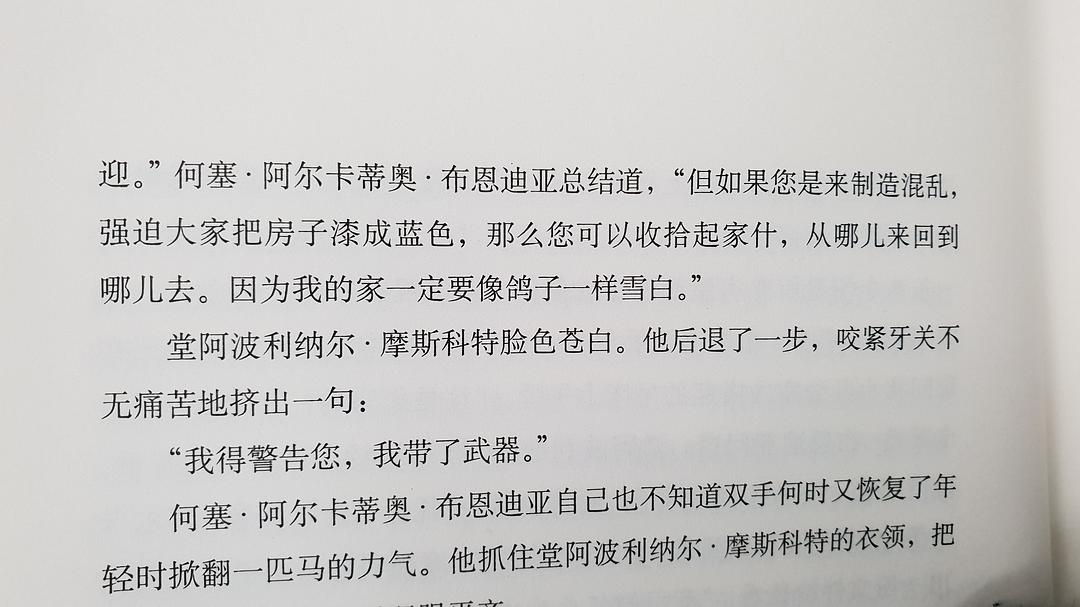 迎。”何塞·阿尔卡蒂奥·布恩迪亚总结道，“但如果您是来制造混乱，
强迫大家把房子漆成蓝色，那么您可以收拾起家什，从哪儿来回到
哪儿去。因为我的家一定要像鸽子一样雪白。”
堂阿波利纳尔·摩斯科特脸色苍白。他后退了一步，咬紧牙关不
无痛苦地挤出一句：
“我得警告您，我带了武器。”
何塞·阿尔卡蒂奥·布恩迪亚自己也不知道双手何时又恢复了年
轻时掀翻一匹马的力气。他抓住堂阿波利纳尔·摩斯科特的衣领，把